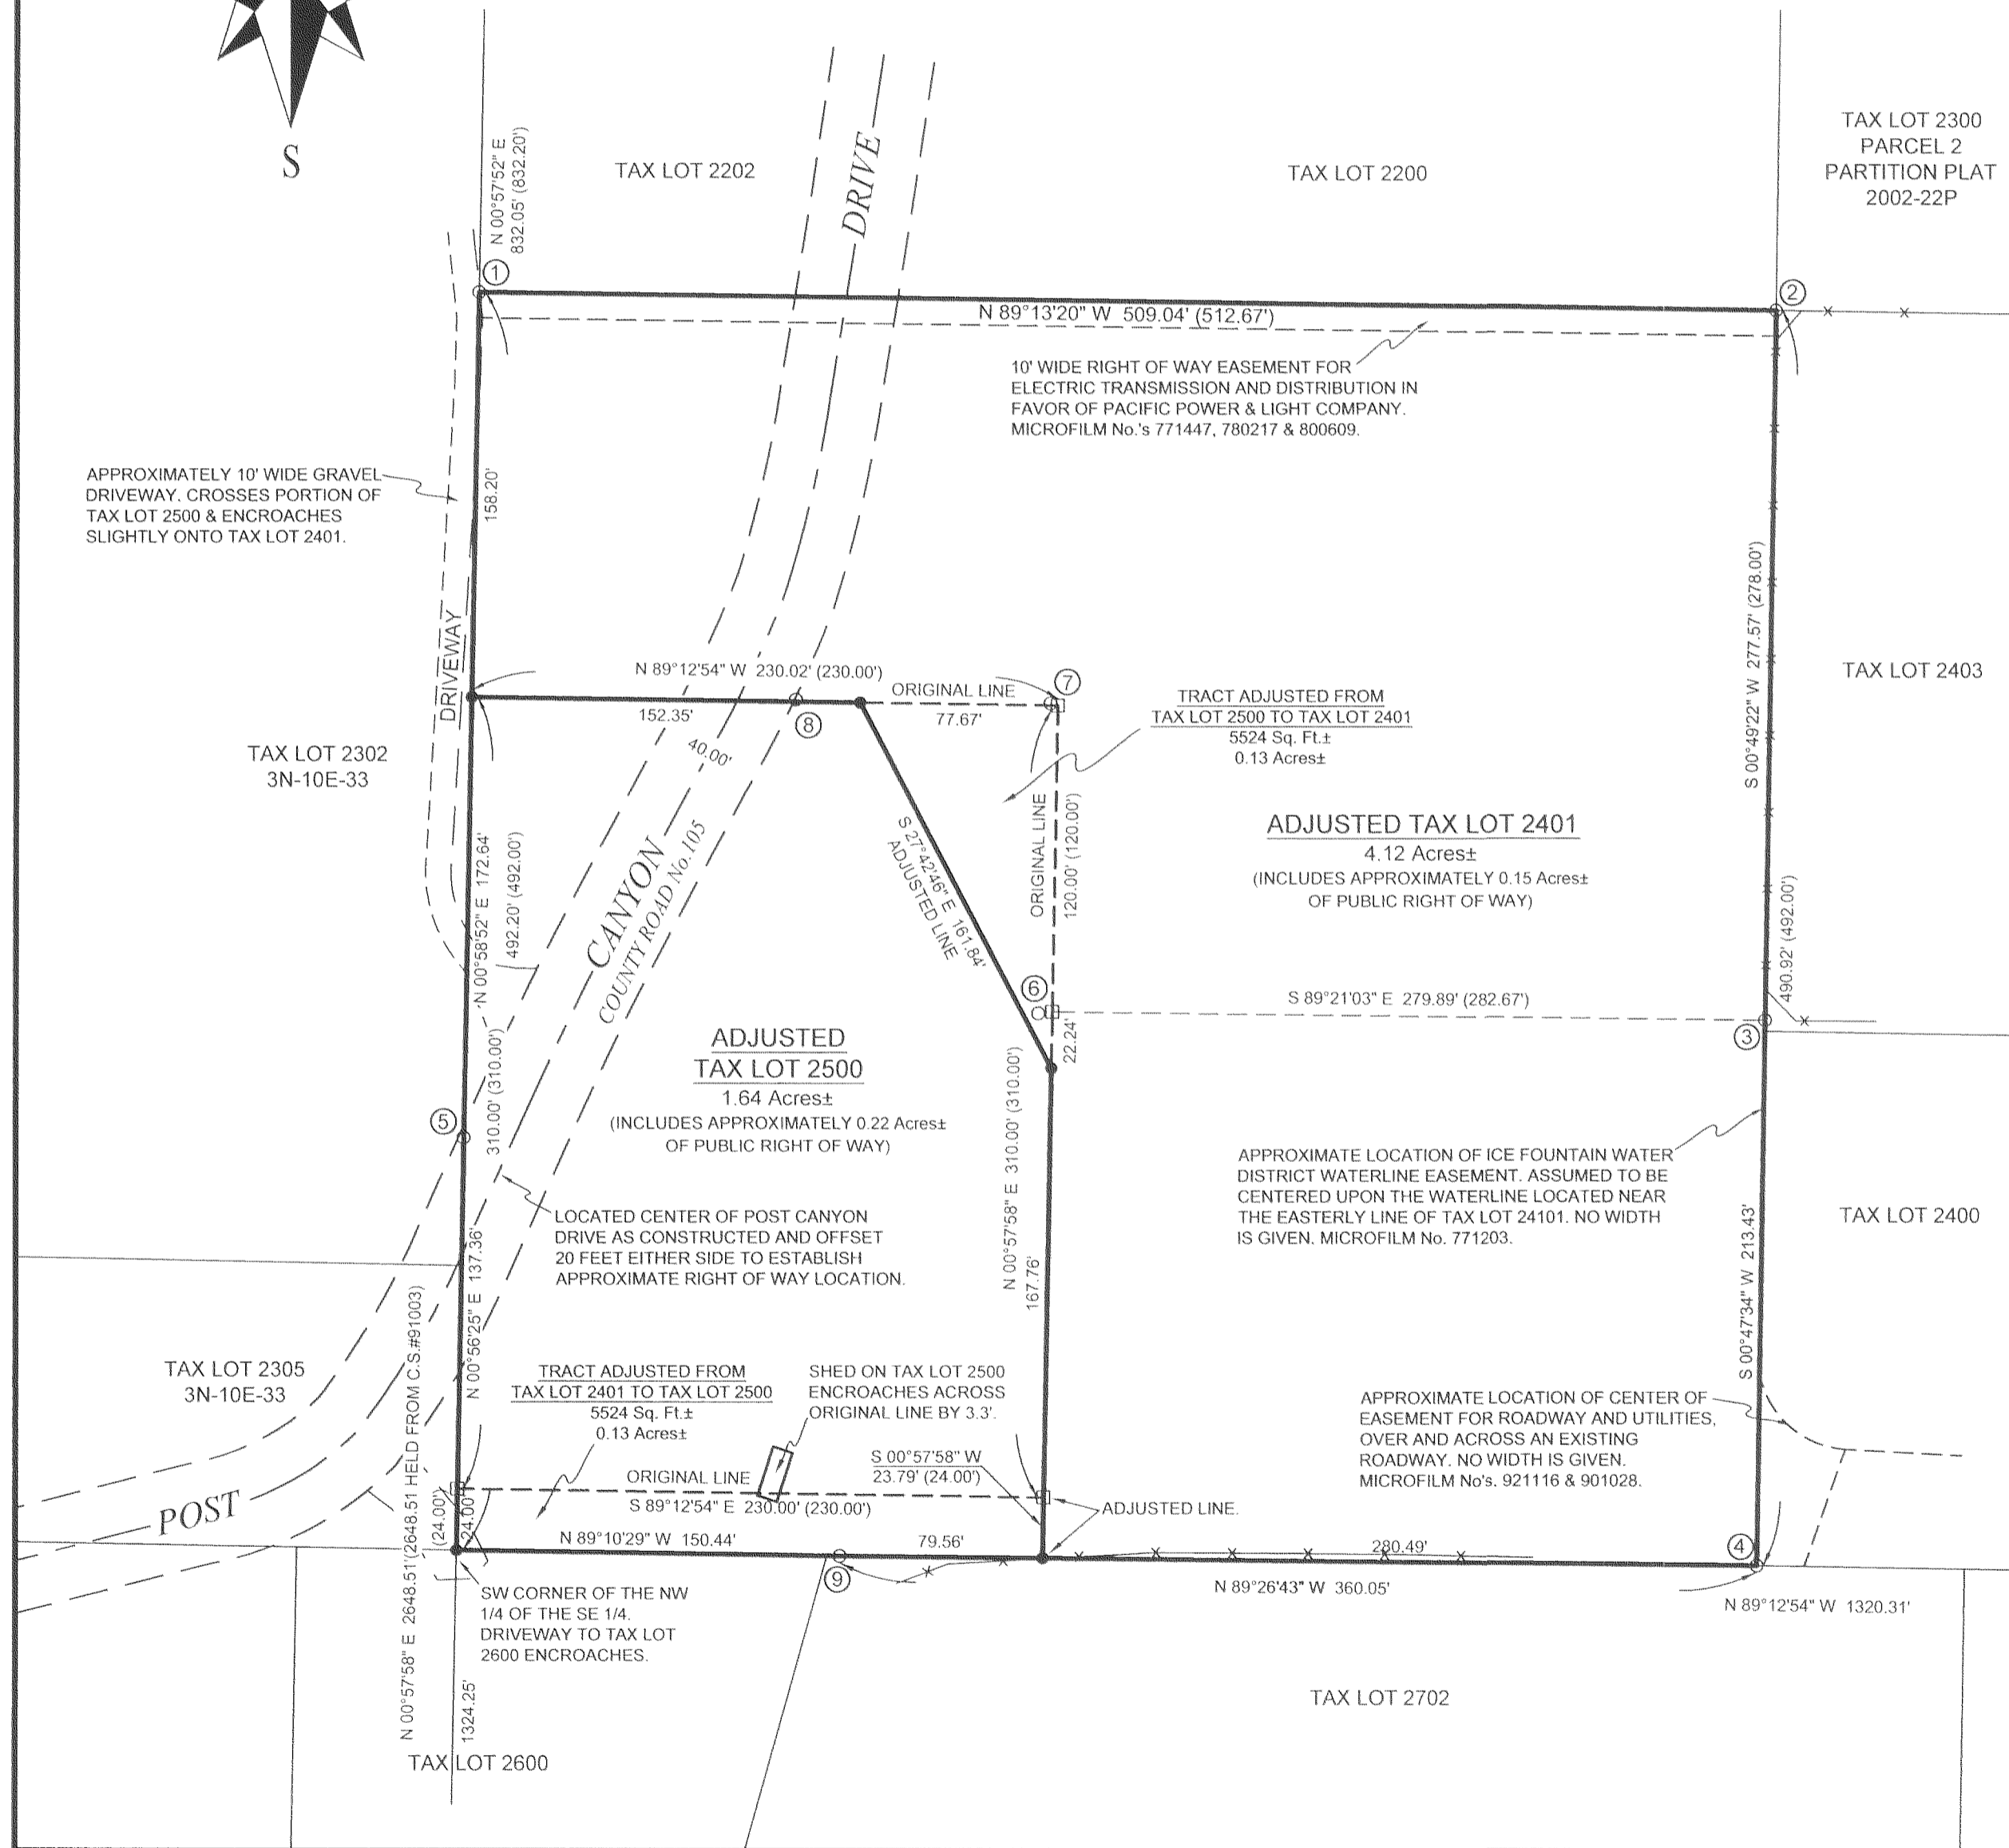 S
N 00°57'52" E
832.05' (832.20')
TAX LOT 2202
DRIVE
TAX LOT 2200
TAX LOT 2300
PARCEL 2
PARTITION PLAT
2002-22P
1
2
N 89°13'20" W 509.04' (512.67')
10' WIDE RIGHT OF WAY EASEMENT FOR
ELECTRIC TRANSMISSION AND DISTRIBUTION IN
FAVOR OF PACIFIC POWER & LIGHT COMPANY.
MICROFILM No.'s 771447, 780217 & 800609.
APPROXIMATELY 10' WIDE GRAVEL
DRIVEWAY. CROSSES PORTION OF
TAX LOT 2500 & ENCROACHES
SLIGHTLY ONTO TAX LOT 2401.
158.20'
DRIVEWAY
S 00°49'22" W 277.57' (278.00')
TAX LOT 2403
N 89°12'54" W 230.02' (230.00')
ORIGINAL LINE
7
152.35'
8
77.67'
40.00'
TRACT ADJUSTED FROM
TAX LOT 2500 TO TAX LOT 2401
5524 Sq. Ft.±
0.13 Acres±
TAX LOT 2302
3N-10E-33
N 00°58'52" E 172.64'
492.20' (492.00')
CANYON
COUNTY ROAD No.105
S 27°42'46" E 161.84'
ADJUSTED LINE
ORIGINAL LINE
120.00' (120.00')
ADJUSTED TAX LOT 2401
4.12 Acres±
(INCLUDES APPROXIMATELY 0.15 Acres±
OF PUBLIC RIGHT OF WAY)
490.92' (492.00')
6
S 89°21'03" E 279.89' (282.67')
22.24'
3
ADJUSTED
TAX LOT 2500
1.64 Acres±
(INCLUDES APPROXIMATELY 0.22 Acres±
OF PUBLIC RIGHT OF WAY)
5
310.00' (310.00')
N 00°57'58" E 310.00' (310.00')
167.76'
APPROXIMATE LOCATION OF ICE FOUNTAIN WATER
DISTRICT WATERLINE EASEMENT. ASSUMED TO BE
CENTERED UPON THE WATERLINE LOCATED NEAR
THE EASTERLY LINE OF TAX LOT 24101. NO WIDTH
IS GIVEN. MICROFILM No. 771203.
TAX LOT 2400
LOCATED CENTER OF POST CANYON
DRIVE AS CONSTRUCTED AND OFFSET
20 FEET EITHER SIDE TO ESTABLISH
APPROXIMATE RIGHT OF WAY LOCATION.
N 00°56'25" E 137.36'
S 00°47'34" W 213.43'
TAX LOT 2305
3N-10E-33
TRACT ADJUSTED FROM
TAX LOT 2401 TO TAX LOT 2500
5524 Sq. Ft.±
0.13 Acres±
SHED ON TAX LOT 2500
ENCROACHES ACROSS
ORIGINAL LINE BY 3.3'.
APPROXIMATE LOCATION OF CENTER OF
EASEMENT FOR ROADWAY AND UTILITIES,
OVER AND ACROSS AN EXISTING
ROADWAY. NO WIDTH IS GIVEN.
MICROFILM No's. 921116 & 901028.
S 00°57'58" W
23.79' (24.00')
ORIGINAL LINE
S 89°12'54" E 230.00' (230.00')
ADJUSTED LINE.
POST
(24.00')
24.00'
N 89°10'29" W 150.44'
79.56'
280.49'
4
9
N 89°26'43" W 360.05'
N 89°12'54" W 1320.31'
SW CORNER OF THE NW
1/4 OF THE SE 1/4.
DRIVEWAY TO TAX LOT
2600 ENCROACHES.
N 00°57'58" E 2648.51' (2648.51 HELD FROM C.S.#91003)
1324.25'
TAX LOT 2702
TAX LOT 2600